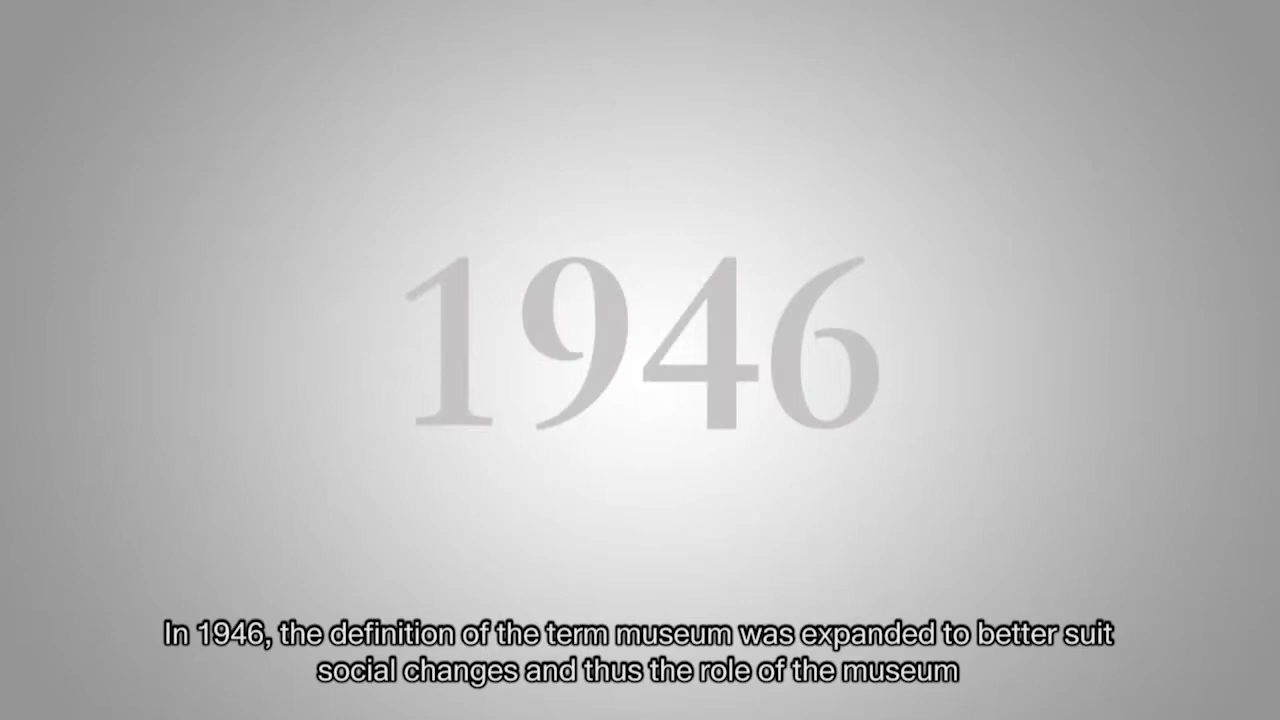 1946
In 1946, the definition of the term museum was expanded to better suit
social changes and thus the role of the museum